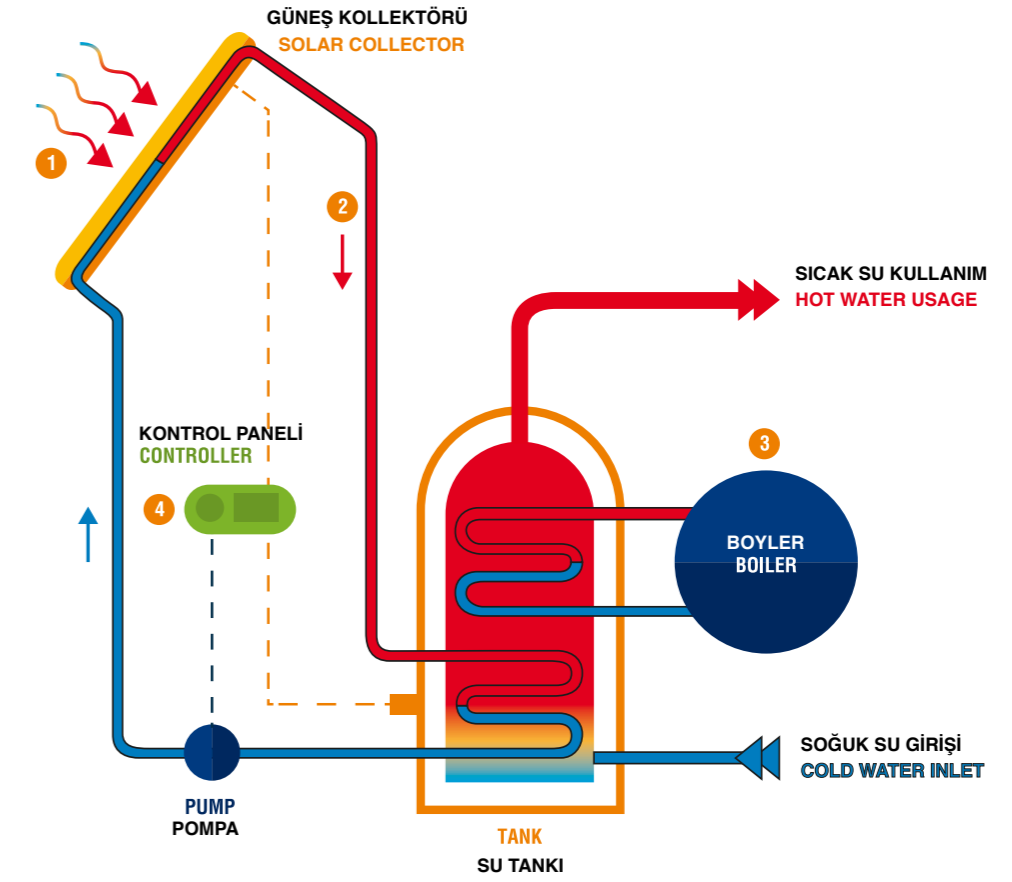 GÜNEŞ KOLLEKTÖRÜ
SOLAR COLLECTOR
1
2
SICAK SU KULLANIM
HOT WATER USAGE
KONTROL PANELİ
CONTROLLER
3
4
BOYLER
BOILER
SOĞUK SU GİRİŞİ
COLD WATER INLET
PUMP
POMPA
TANK
SU TANKI